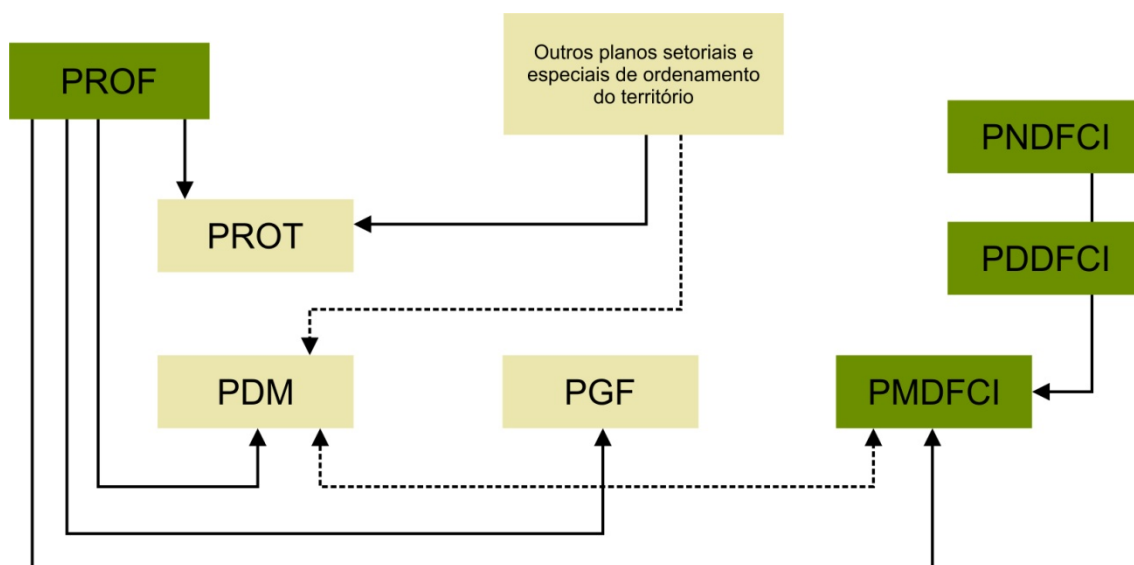 PROF
Outros planos setoriais e
especiais de ordenamento
do território
PNDFCI
PROT
PDDFCI
PDM
PGF
PMDFCI